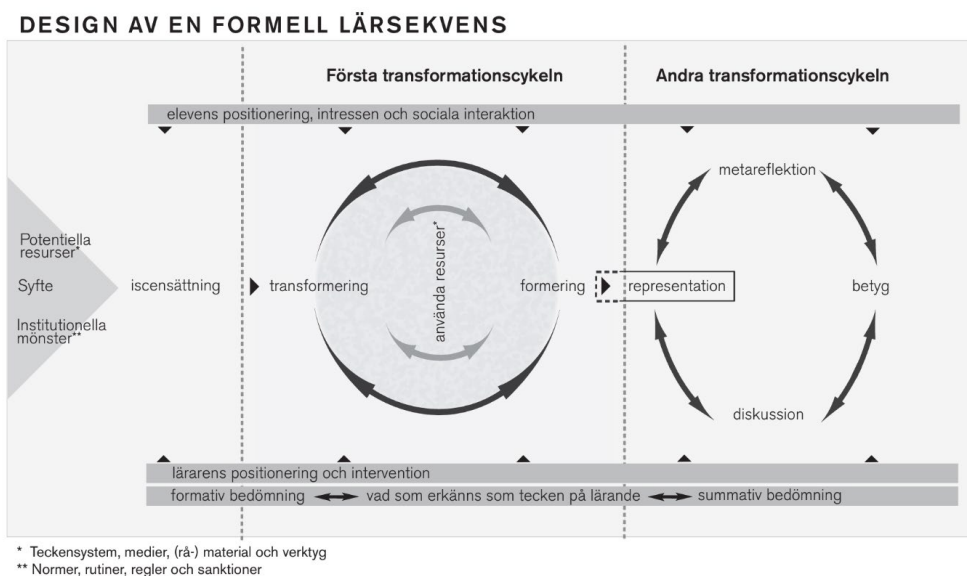 DESIGN AV EN FORMELL LÄRSEKVENS
Första transformationscykeln
Andra transformationscykeln
elevens positionering, intressen och sociala interaktion
Potentiella
resurser*
Syfte
Institutionella
mönster**
iscensättning
transformering
använda resurser*
formering
representation
metareflektion
betyg
diskussion
lärarens positionering och intervention
formativ bedömning vad som erkänns som tecken på lärande summativ bedömning
* Teckensystem, medier, (rå-) material och verktyg
** Normer, rutiner, regler och sanktioner